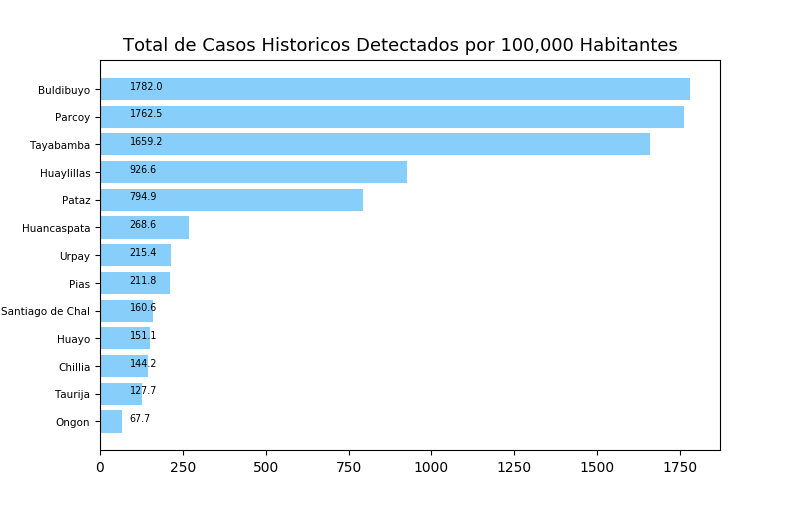 Total de Casos Historicos Detectados por 100,000 Habitantes
Buldibuyo 1782.0
Parcoy 1762.5
Tayabamba 1659.2
Huaylillas 926.6
Pataz 794.9
Huancaspata 268.6
Urpay 215.4
Pias 211.8
Santiago de Chal 160.6
Huayo 151.1
Chillia 144.2
Taurija 127.7
Ongon 67.7
0 250 500 750 1000 1250 1500 1750